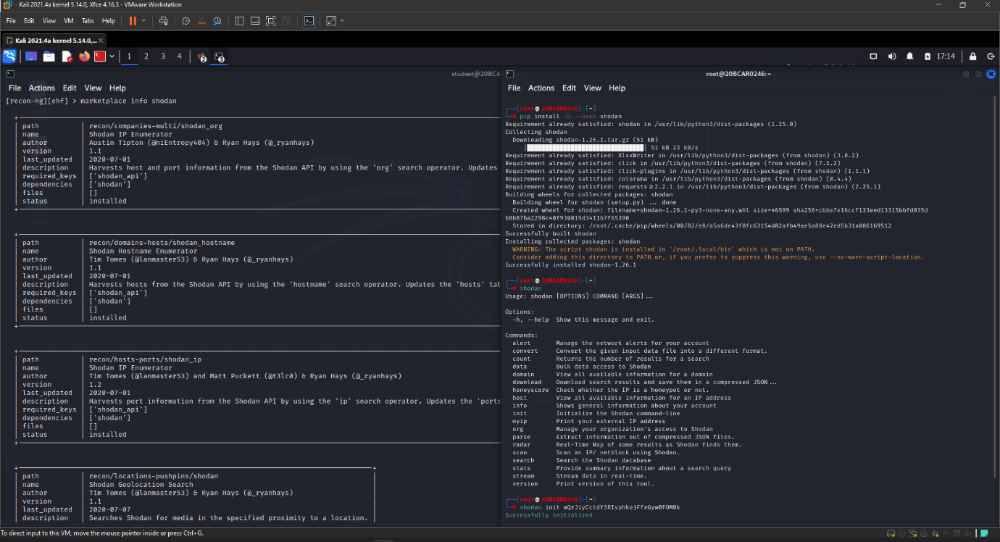 Kali 2021.4a kernel 5.14.0, Xfce 4.16.3 - VMware Workstation
File Edit View VM Tabs Help
Kali 2021.4a kernel 5.14.0,...
1 2 3 4 2 3 17:14
student@20BCA
File Actions Edit View Help
[recon-ng][ehf] > marketplace info shodan
path | recon/companies-multi/shodan_org
name | Shodan IP Enumerator
author | Austin Tipton (@hiEntropy404) & Ryan Hays (@_ryanhays)
version | 1.1
last_updated | 2020-07-01
description | Harvests host and port information from the Shodan API by using the 'org' search operator. Updates
required_keys | ['shodan_api']
dependencies | ['shodan']
files | []
status | installed
path | recon/domains-hosts/shodan_hostname
name | Shodan Hostname Enumerator
author | Tim Tomes (@lanmaster53) & Ryan Hays (@_ryanhays)
version | 1.1
last_updated | 2020-07-01
description | Harvests hosts from the Shodan API by using the 'hostname' search operator. Updates the 'hosts' tab
required_keys | ['shodan_api']
dependencies | ['shodan']
files | []
status | installed
path | recon/hosts-ports/shodan_ip
name | Shodan IP Enumerator
author | Tim Tomes (@lanmaster53) and Matt Puckett (@t3lc0) & Ryan Hays (@_ryanhays)
version | 1.2
last_updated | 2020-07-01
description | Harvests port information from the Shodan API by using the 'ip' search operator. Updates the 'ports
required_keys | ['shodan_api']
dependencies | ['shodan']
files | []
status | installed
path | recon/locations-pushpins/shodan
name | Shodan Geolocation Search
author | Tim Tomes (@lanmaster53) & Ryan Hays (@_ryanhays)
version | 1.1
last_updated | 2020-07-07
description | Searches Shodan for media in the specified proximity to a location. |
root@20BCAR0246: ~
File Actions Edit View Help
(root 20BCAR0246)-[~]
# pip install -U --user shodan
Requirement already satisfied: shodan in /usr/lib/python3/dist-packages (1.25.0)
Collecting shodan
Downloading shodan-1.26.1.tar.gz (51 kB)
| 51 kB 23 kB/s
Requirement already satisfied: XlsxWriter in /usr/lib/python3/dist-packages (from shodan) (3.0.2)
Requirement already satisfied: click in /usr/lib/python3/dist-packages (from shodan) (7.1.2)
Requirement already satisfied: click-plugins in /usr/lib/python3/dist-packages (from shodan) (1.1.1)
Requirement already satisfied: colorama in /usr/lib/python3/dist-packages (from shodan) (0.4.4)
Requirement already satisfied: requests≥2.2.1 in /usr/lib/python3/dist-packages (from shodan) (2.25.1)
Building wheels for collected packages: shodan
Building wheel for shodan (setup.py) ... done
Created wheel for shodan: filename=shodan-1.26.1-py3-none-any.whl size=46599 sha256=cbbe7e16ccf133eed13315bbfd035d
68b87ba2298c40f930019d3411b7f65390
Stored in directory: /root/.cache/pip/wheels/00/82/e8/a5a6de43f8fc63154d82afb49ae5a88e42ed5b31a086169512
Successfully built shodan
Installing collected packages: shodan
WARNING: The script shodan is installed in '/root/.local/bin' which is not on PATH.
Consider adding this directory to PATH or, if you prefer to suppress this warning, use --no-warn-script-location.
Successfully installed shodan-1.26.1
(root 20BCAR0246)-[~]
# shodan
Usage: shodan [OPTIONS] COMMAND [ARGS]...
Options:
-h, --help Show this message and exit.
Commands:
alert Manage the network alerts for your account
convert Convert the given input data file into a different format.
count Returns the number of results for a search
data Bulk data access to Shodan
domain View all available information for a domain
download Download search results and save them in a compressed JSON...
honeyscore Check whether the IP is a honeypot or not.
host View all available information for an IP address
info Shows general information about your account
init Initialize the Shodan command-line
myip Print your external IP address
org Manage your organization's access to Shodan
parse Extract information out of compressed JSON files.
radar Real-Time Map of some results as Shodan finds them.
scan Scan an IP/ netblock using Shodan.
search Search the Shodan database
stats Provide summary information about a search query
stream Stream data in real-time.
version Print version of this tool.
(root 20BCAR0246)-[~]
# shodan init wQrJiyCctdY3RIvphkojFfxGyw0FOM0k
Successfully initialized
To direct input to this VM, move the mouse pointer inside or press Ctrl+G.